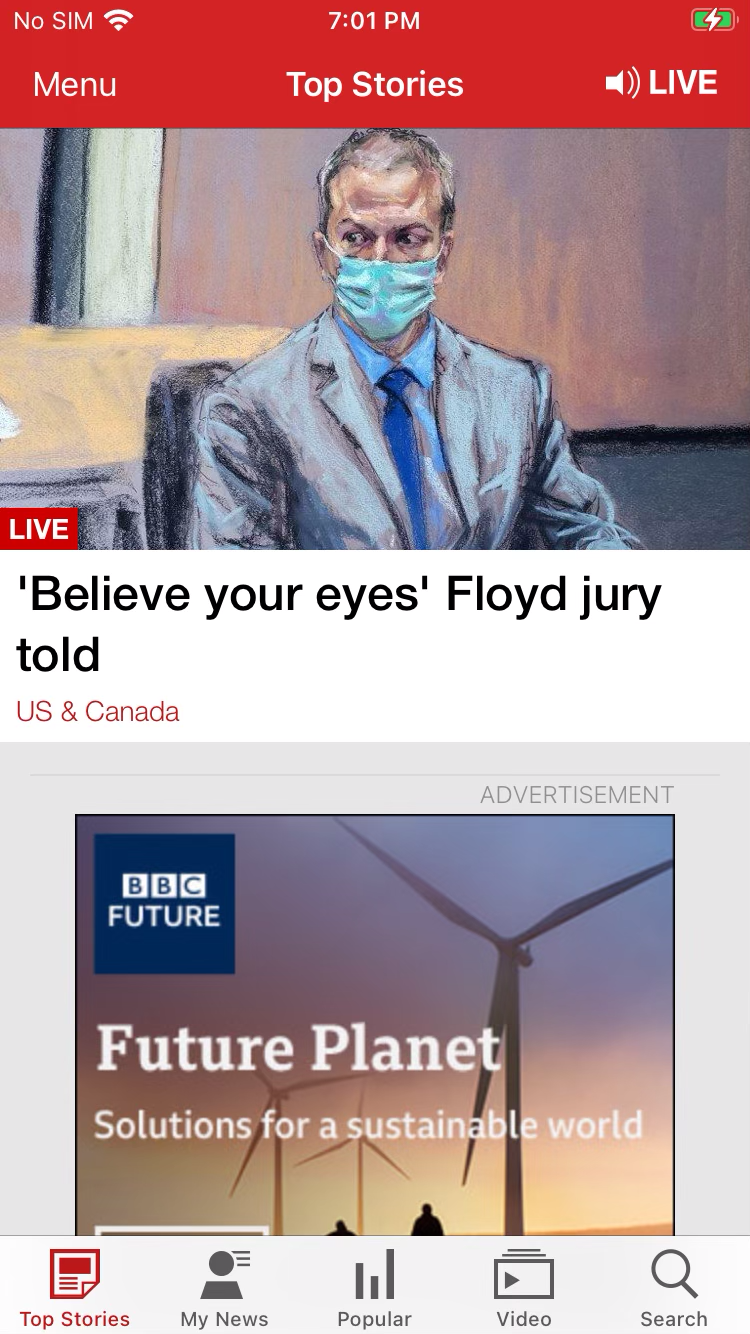 No SIM 7:01 PM
Menu Top Stories LIVE
LIVE
'Believe your eyes' Floyd jury
told
US & Canada
ADVERTISEMENT
BBC
FUTURE
Future Planet
Solutions for a sustainable world
Top Stories My News Popular Video Search